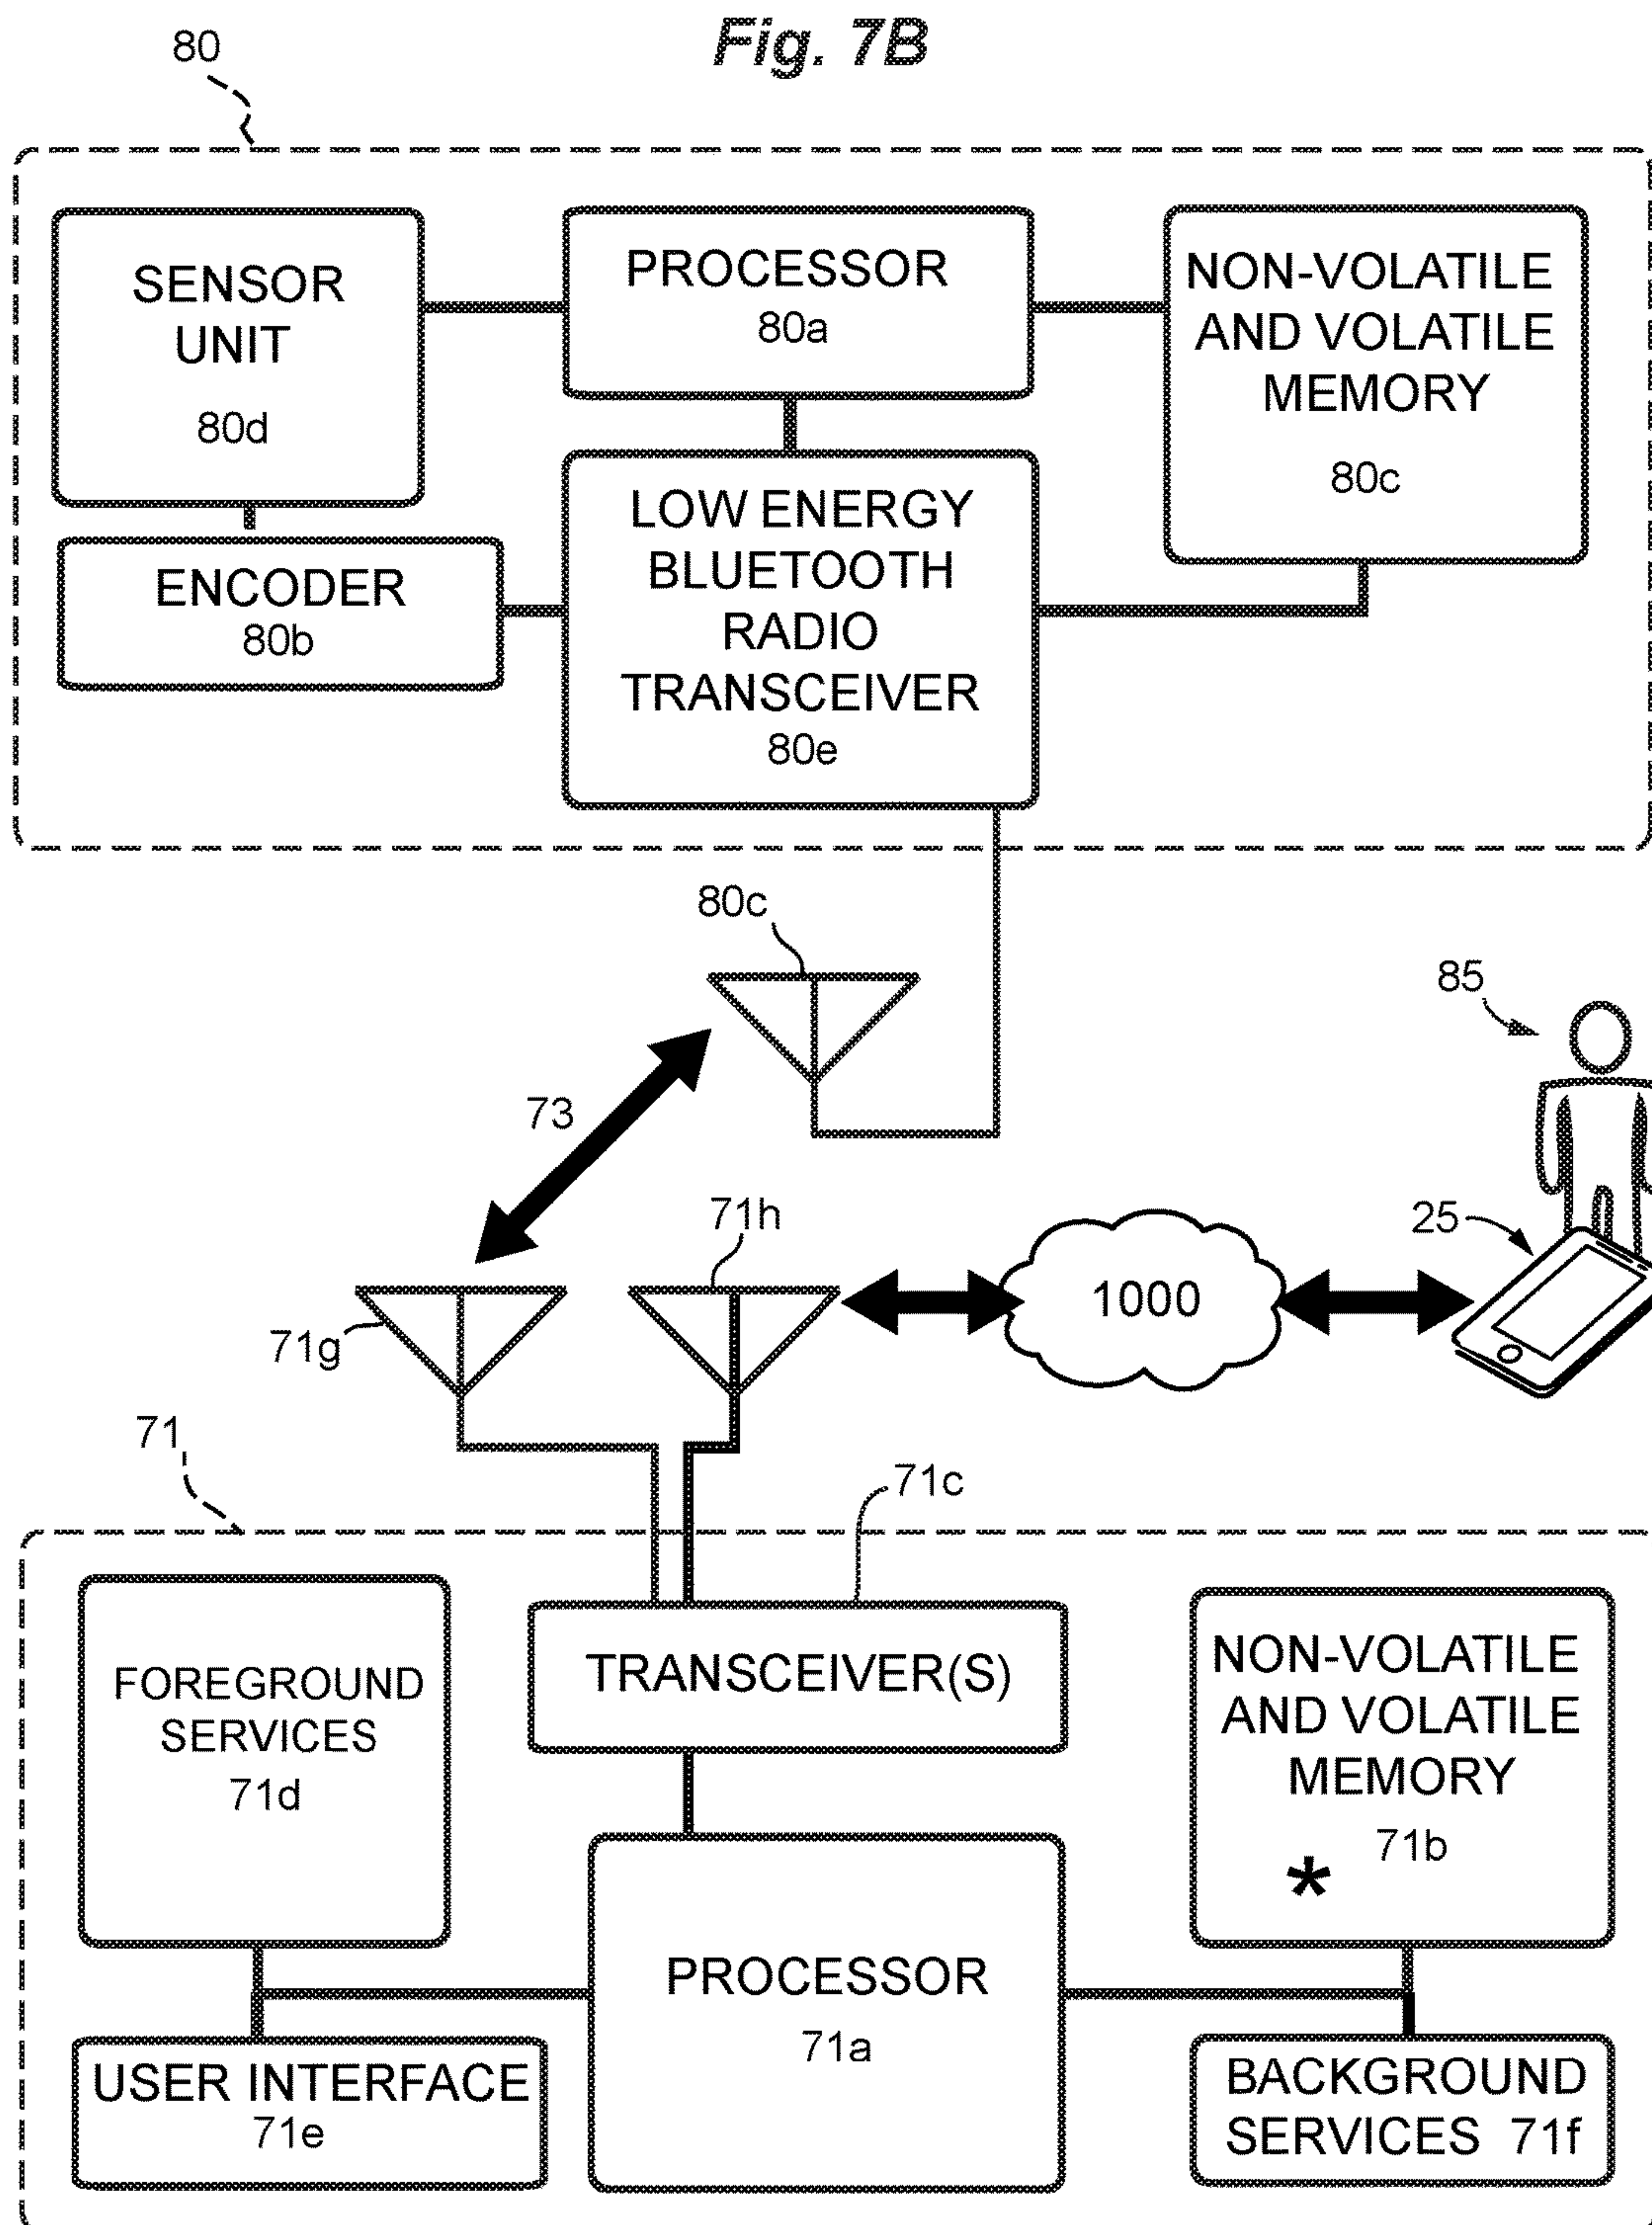 Fig. 7B
80
SENSOR
UNIT
80d
PROCESSOR
80a
NON-VOLATILE
AND VOLATILE
MEMORY
80c
ENCODER
80b
LOW ENERGY
BLUETOOTH
RADIO
TRANSCEIVER
80e
80c
73
85
71h
25
71g
1000
71
71c
FOREGROUND
SERVICES
71d
TRANSCEIVER(S)
NON-VOLATILE
AND VOLATILE
MEMORY
71b
*
PROCESSOR
71a
USER INTERFACE
71e
BACKGROUND
SERVICES 71f